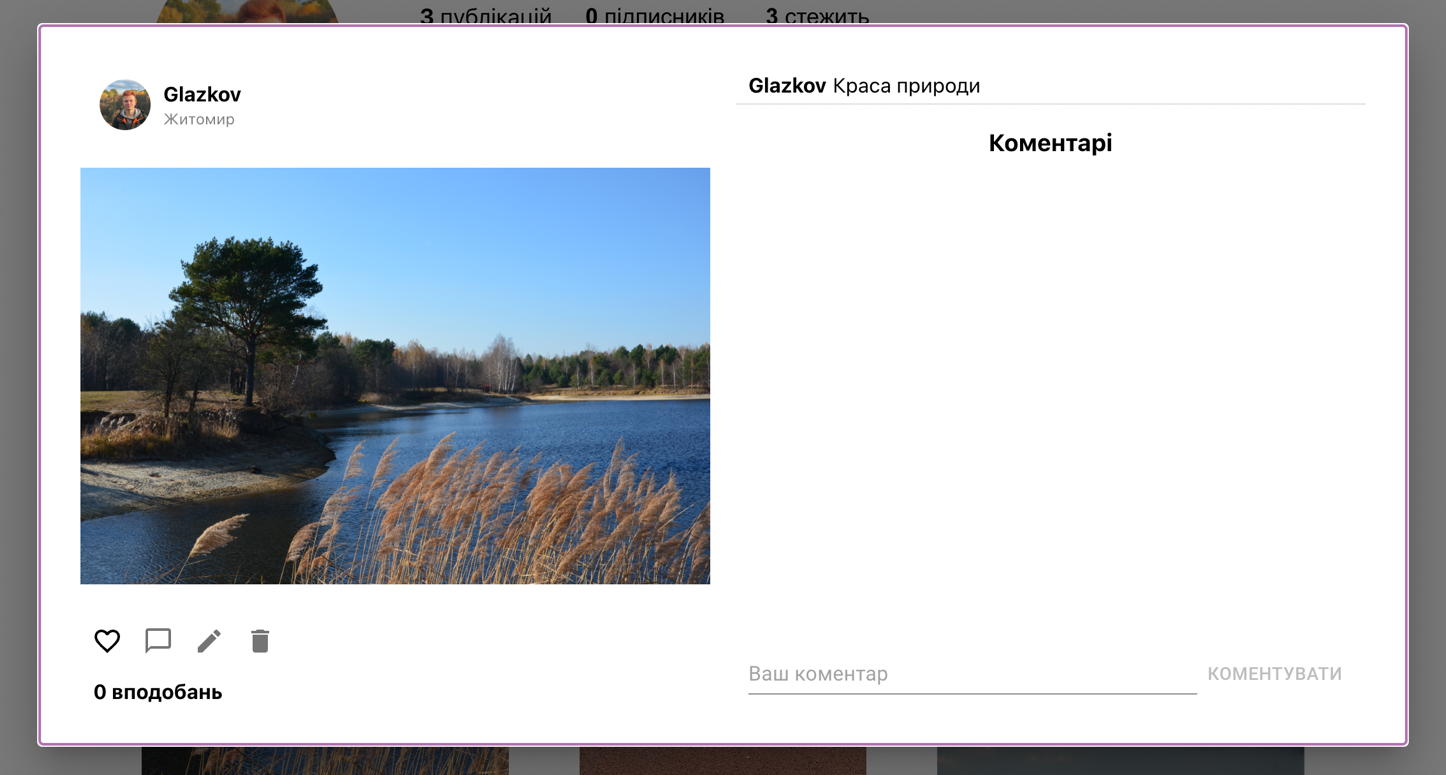 3 публікацій 0 підписників 3 стежить
Glazkov
Житомир
0 вподобань
Glazkov Краса природи
Коментарі
Ваш коментар КОМЕНТУВАТИ